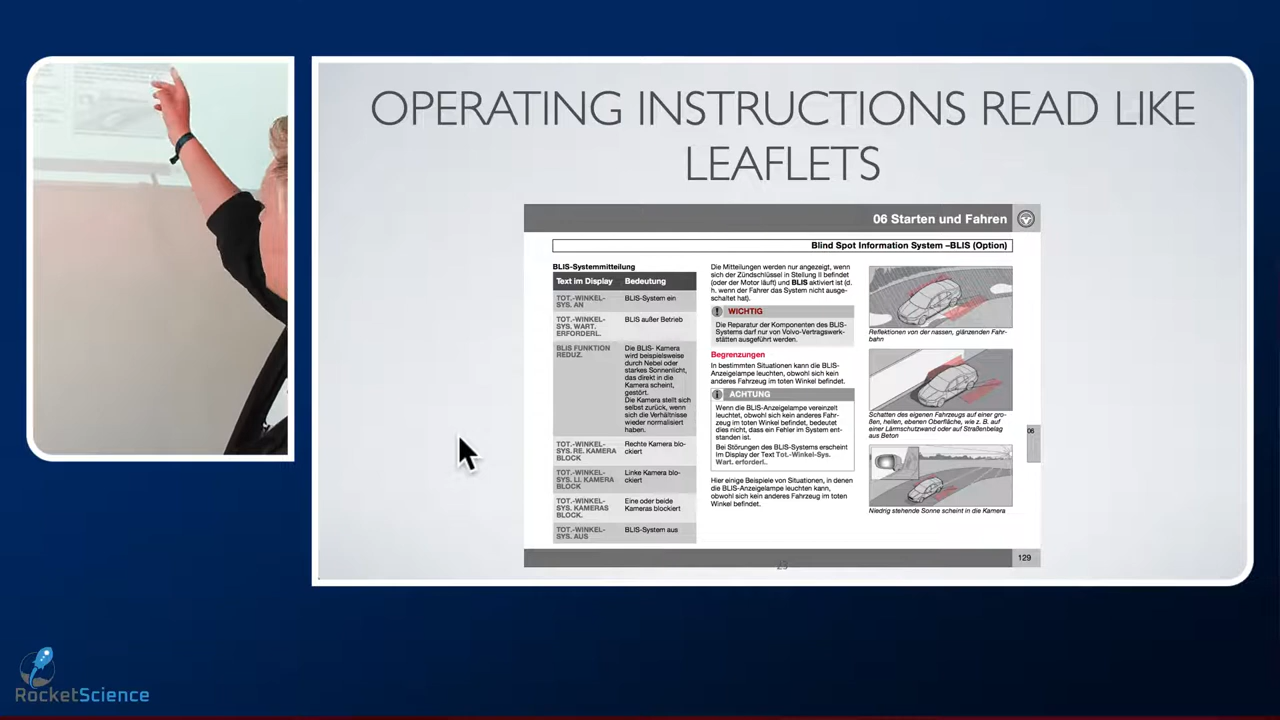 OPERATING INSTRUCTIONS READ LIKE
LEAFLETS
06 Starten und Fahren
Blind Spot Information System –BLIS (Option)
BLIS-Systemmitteilung
Text im Display Bedeutung
TOT.-WINKEL-
SYS. AN
BLIS-System ein
TOT.-WINKEL-
SYS. WART.
ERFORDERL.
BLIS außer Betrieb
BLIS FUNKTION
REDUZ.
Die BLIS- Kamera
wird beispielsweise
durch Nebel oder
starkes Sonnenlicht,
das direkt in die
Kamera scheint,
gestört.
Die Kamera stellt sich
selbst zurück, wenn
sich die Verhältnisse
wieder normalisiert
haben.
TOT.-WINKEL-
SYS. RE. KAMERA
BLOCK
Rechte Kamera blo-
ckiert
TOT.-WINKEL-
SYS. LI. KAMERA
BLOCK
Linke Kamera blo-
ckiert
TOT.-WINKEL-
SYS. KAMERAS
BLOCK.
Eine oder beide
Kameras blockiert
TOT.-WINKEL-
SYS. AUS
BLIS-System aus
Die Mitteilungen werden nur angezeigt, wenn
sich der Zündschlüssel in Stellung II befindet
(oder der Motor läuft) und BLIS aktiviert ist (d.
h. wenn der Fahrer das System nicht ausge-
schaltet hat).
WICHTIG
Die Reparatur der Komponenten des BLIS-
Systems darf nur von Volvo-Vertragswerk-
stätten ausgeführt werden.
Begrenzungen
In bestimmten Situationen kann die BLIS-
Anzeigelampe leuchten, obwohl sich kein
anderes Fahrzeug im toten Winkel befindet.
ACHTUNG
Wenn die BLIS-Anzeigelampe vereinzelt
leuchtet, obwohl sich kein anderes Fahr-
zeug im toten Winkel befindet, bedeutet
dies nicht, dass ein Fehler im System ent-
standen ist.
Bei Störungen des BLIS-Systems erscheint
im Display der Text Tot.-Winkel-Sys.
Wart. erforderl..
Hier einige Beispiele von Situationen, in denen
die BLIS-Anzeigelampe leuchten kann,
obwohl sich kein anderes Fahrzeug im toten
Winkel befindet.
Reflektionen von der nassen, glänzenden Fahr-
bahn
Schatten des eigenen Fahrzeugs auf einer gro-
ßen, hellen, ebenen Oberfläche, wie z. B. auf
einer Lärmschutzwand oder auf Straßenbelag
aus Beton
06
Niedrig stehende Sonne scheint in die Kamera
129
23
RocketScience